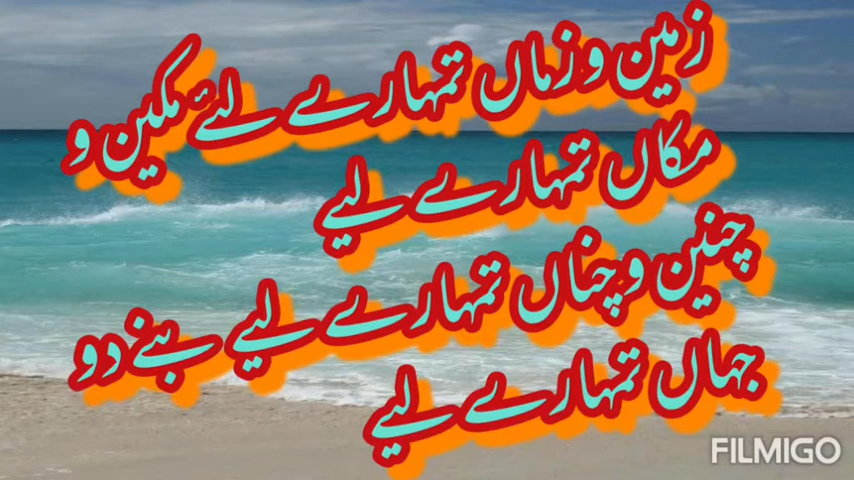 زمین و زماں تمہارے لئے مکین و
مکاں تمہارے لیے
چنین و چناں تمہارے لیے بنے دو
جہاں تمہارے لیے
FILMIGO